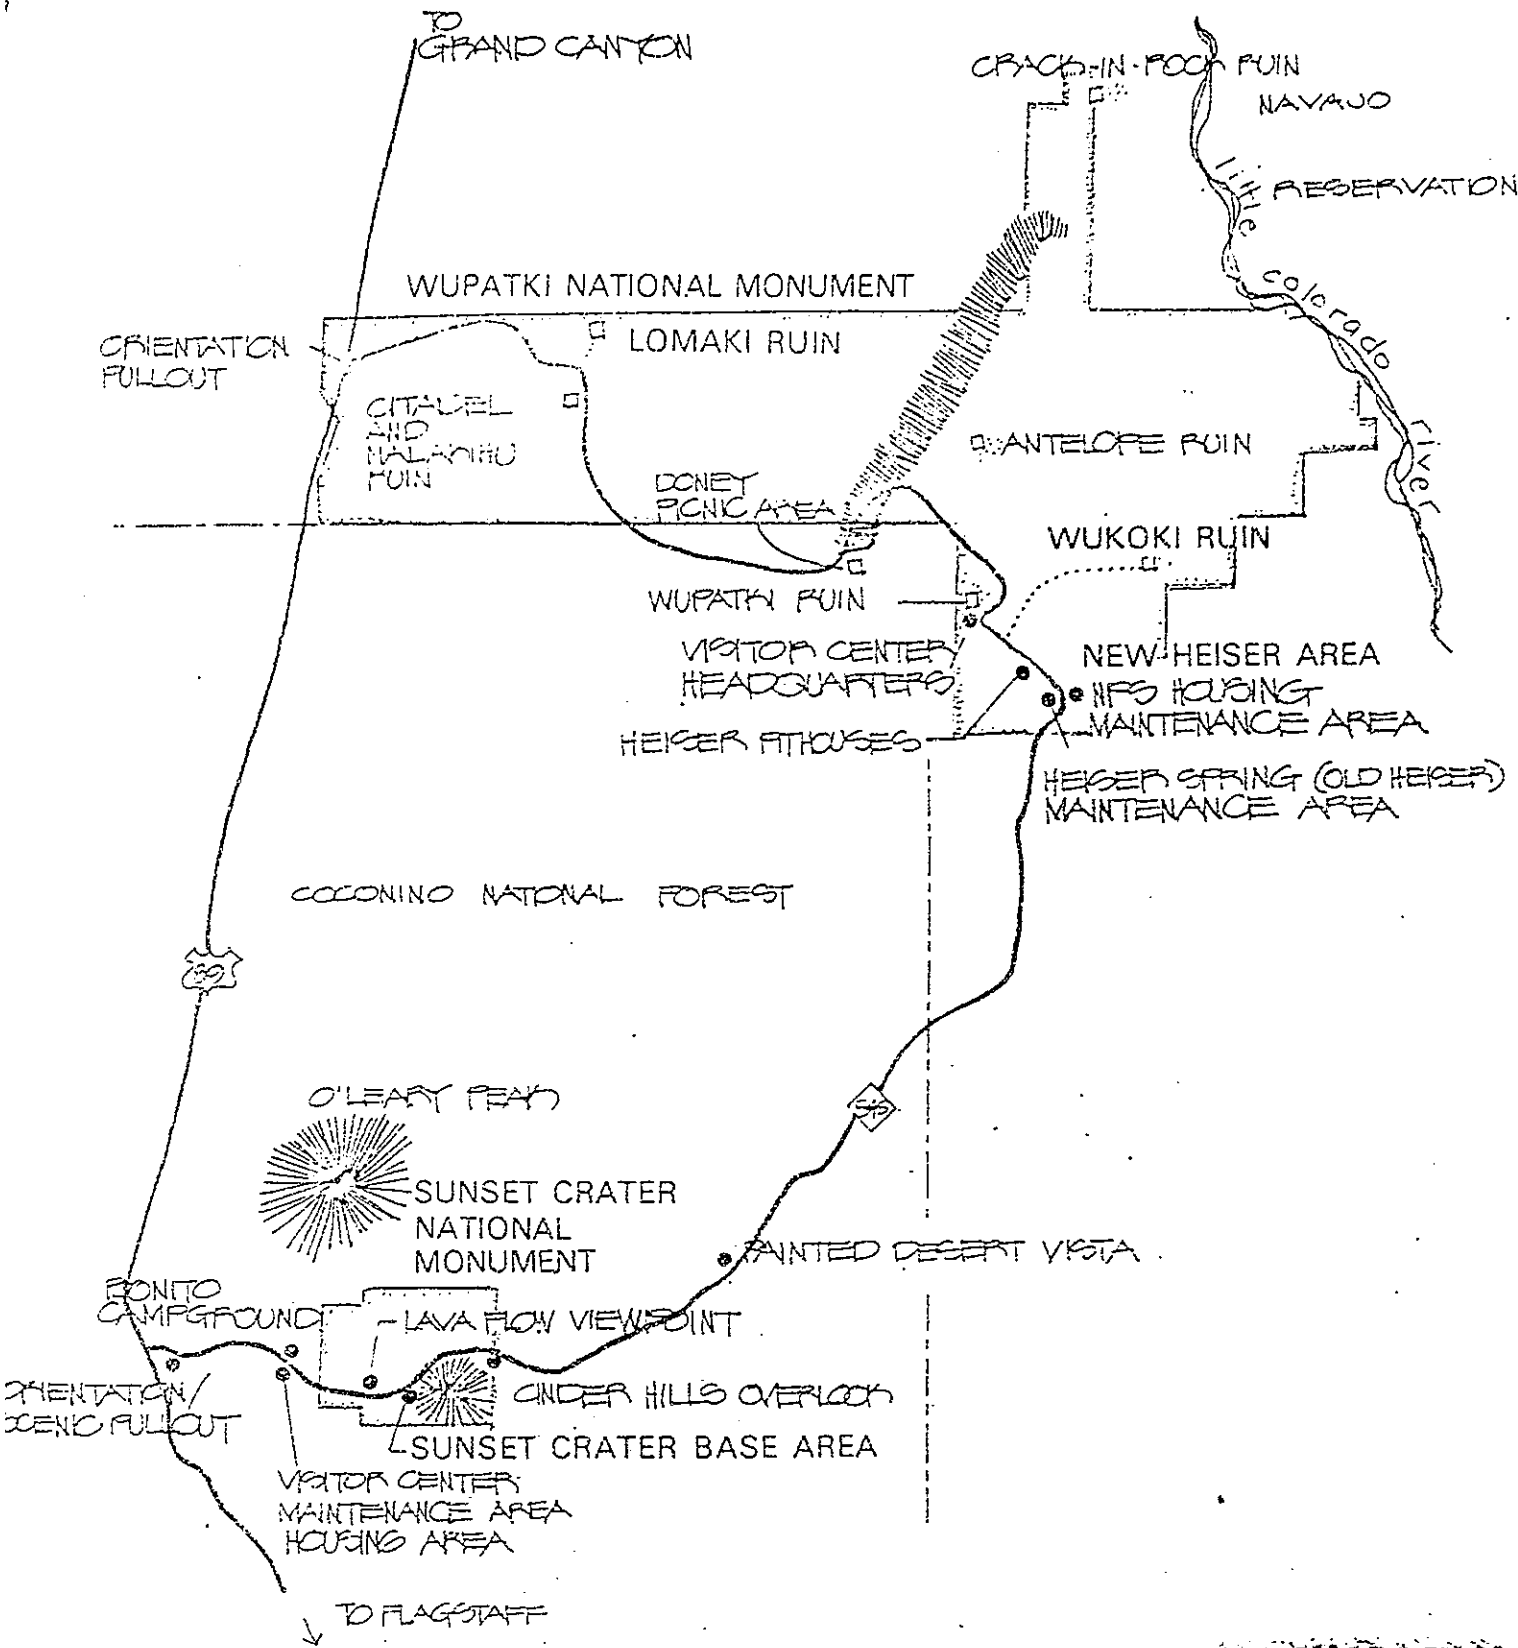 TO
GRAND CANYON
CRACK-IN-ROCK RUIN
NAVAJO
RESERVATION
little colorado river
WUPATKI NATIONAL MONUMENT
LOMAKI RUIN
ORIENTATION
PULLOUT
CITADEL
AND
NALAKIHU
RUIN
ANTELOPE RUIN
DONEY
PICNIC AREA
WUKOKI RUIN
WUPATKI RUIN
VISITOR CENTER
HEADQUARTERS
NEW HEISER AREA
NPS HOUSING
MAINTENANCE AREA
HEISER PITHOUSES
HEISER SPRING (OLD HEISER)
MAINTENANCE AREA
COCONINO NATIONAL FOREST
89
545
O'LEARY PEAK
SUNSET CRATER
NATIONAL
MONUMENT
PAINTED DESERT VISTA
BONITO
CAMPGROUND
LAVA FLOW VIEWPOINT
ORIENTATION/
SCENIC PULLOUT
CINDER HILLS OVERLOOK
SUNSET CRATER BASE AREA
VISITOR CENTER
MAINTENANCE AREA
HOUSING AREA
TO FLAGSTAFF